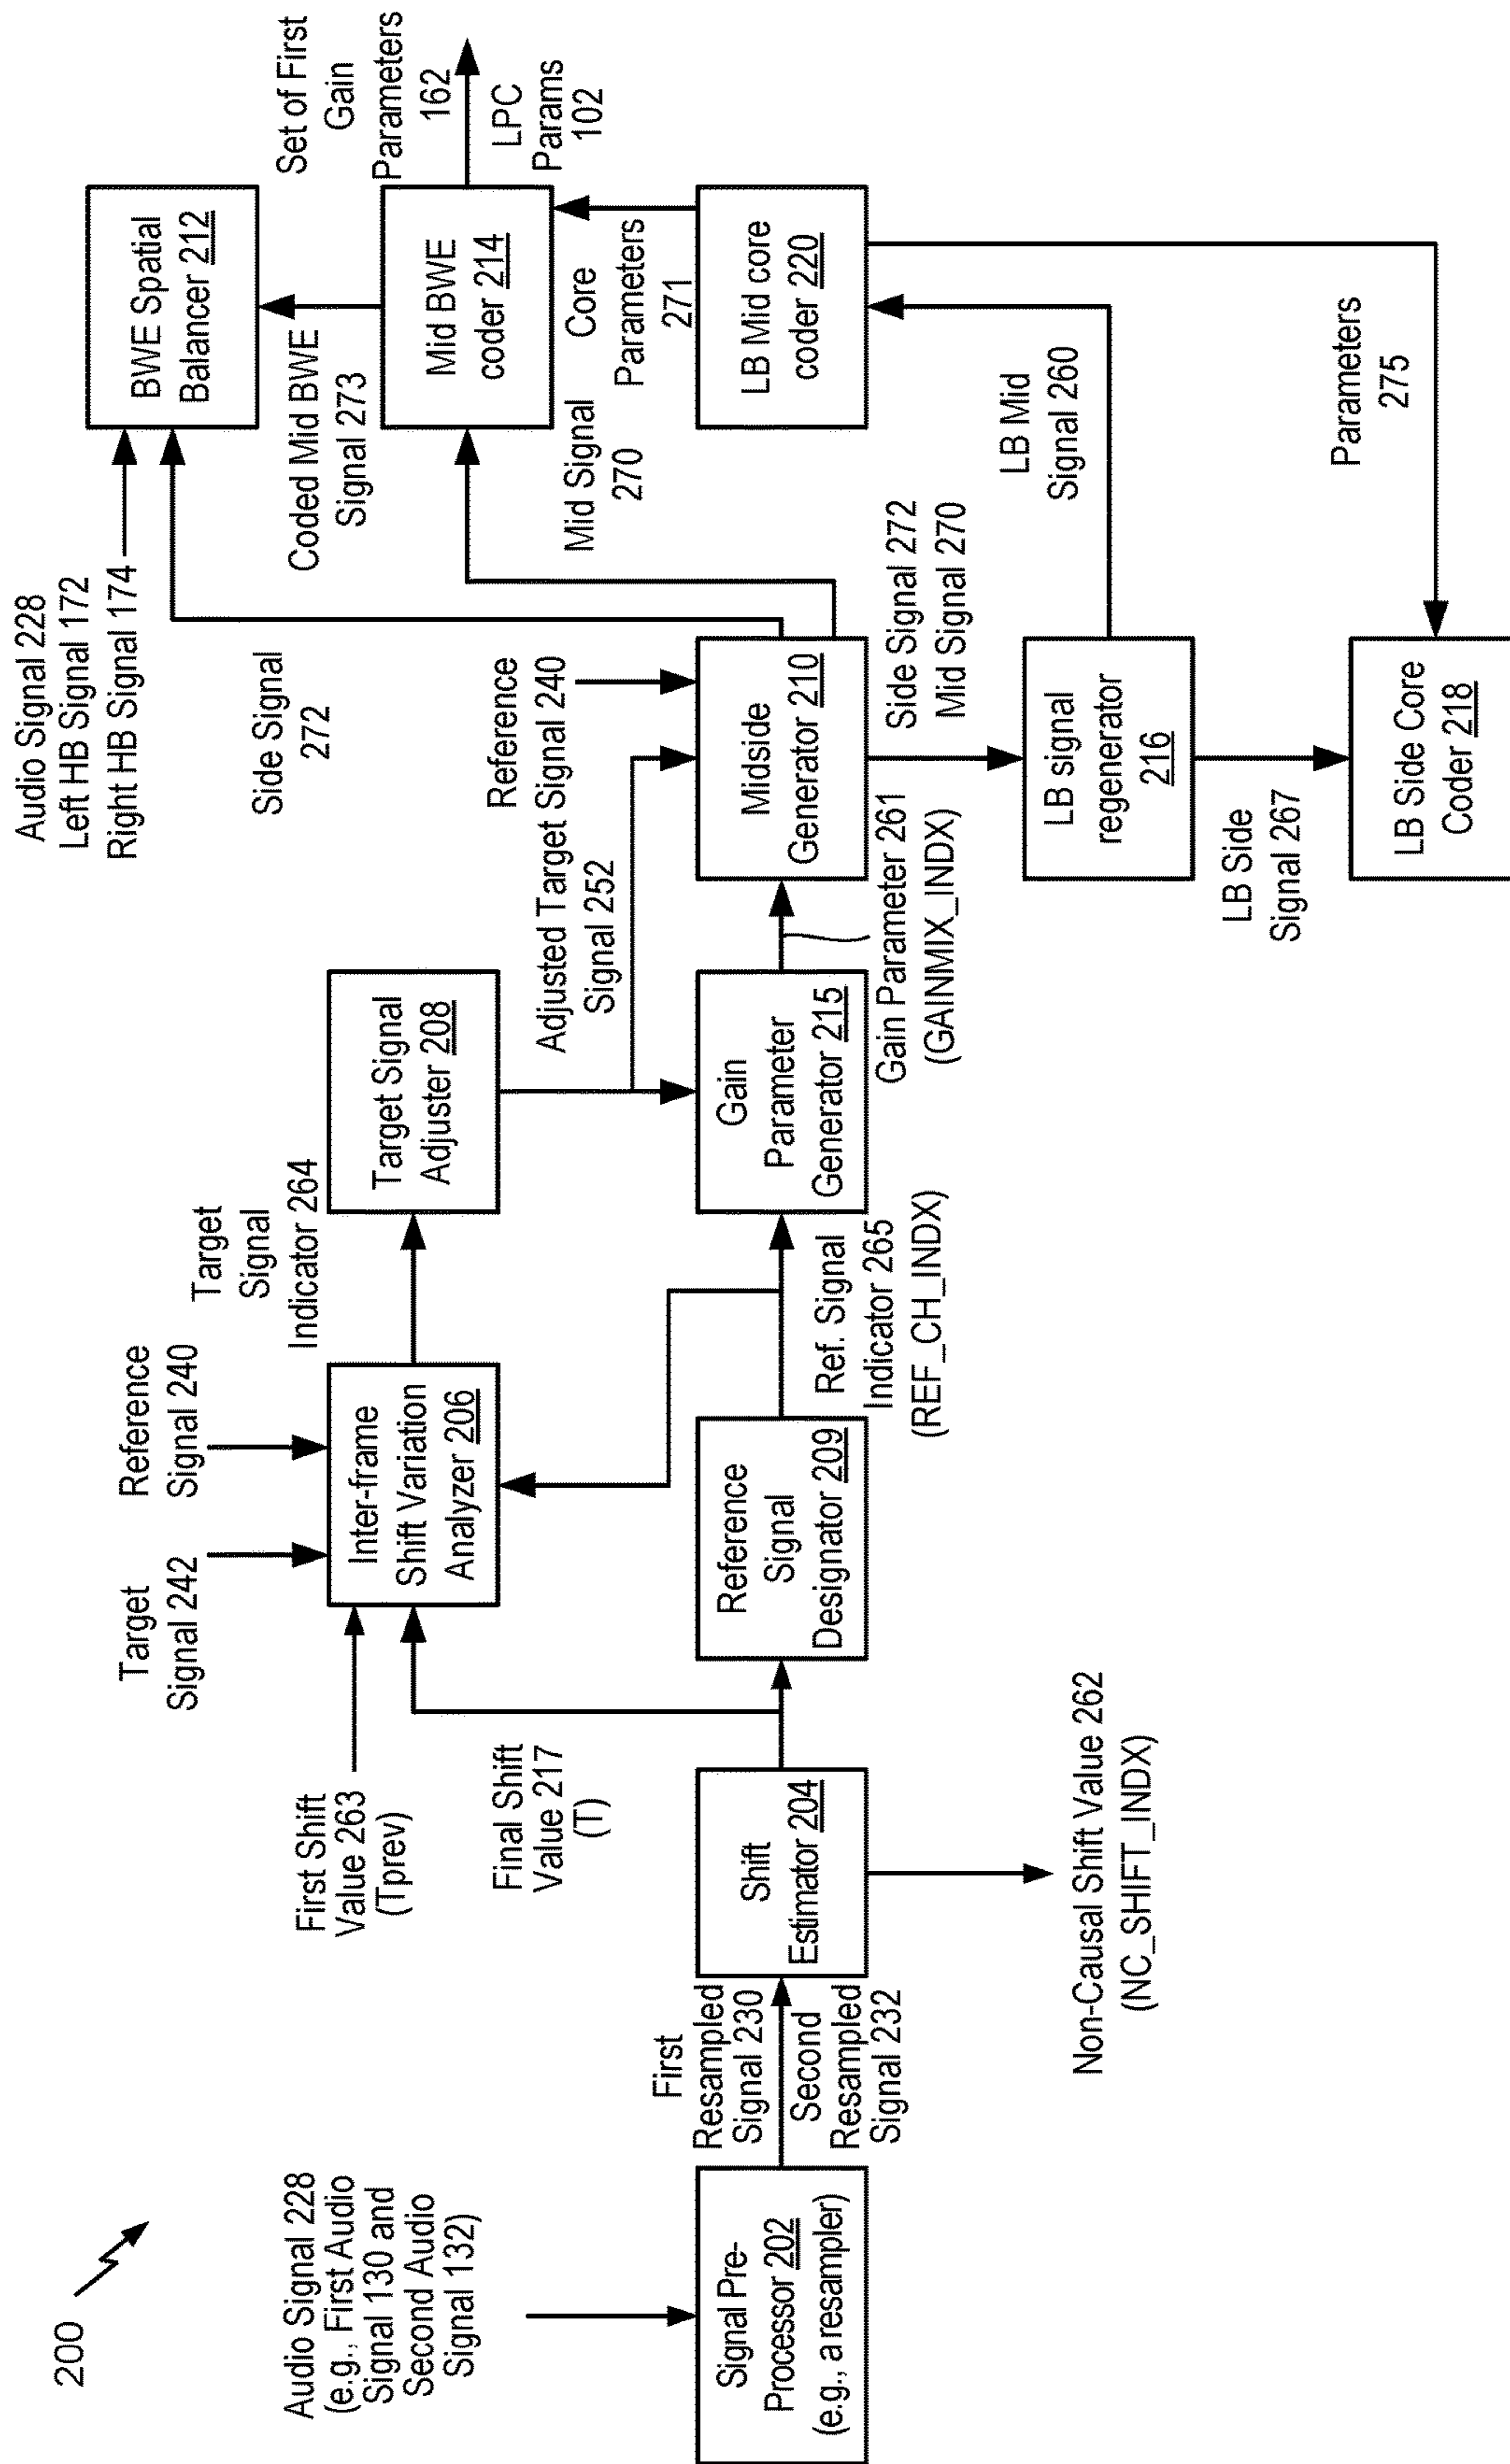 200
Audio Signal 228
(e.g., First Audio
Signal 130 and
Second Audio
Signal 132)
Signal Pre-
Processor 202
(e.g., a resampler)
First
Resampled
Signal 230
Second
Resampled
Signal 232
Shift
Estimator 204
Non-Causal Shift Value 262
(NC_SHIFT_INDX)
First Shift
Value 263
(Tprev)
Final Shift
Value 217
(T)
Target
Signal 242
Reference
Signal 240
Inter-frame
Shift Variation
Analyzer 206
Reference
Signal
Designator 209
Target
Signal
Indicator 264
Ref. Signal
Indicator 265
(REF_CH_INDX)
Target Signal
Adjuster 208
Gain
Parameter
Generator 215
Adjusted Target
Signal 252
Reference
Signal 240
Gain Parameter 261
(GAINMIX_INDX)
Midside
Generator 210
Side Signal 272
Mid Signal 270
LB signal
regenerator
216
LB Side
Signal 267
LB Side Core
Coder 218
Audio Signal 228
Left HB Signal 172
Right HB Signal 174
Side Signal
272
Coded Mid BWE
Signal 273
Mid Signal
270
LB Mid
Signal 260
Parameters
275
BWE Spatial
Balancer 212
Mid BWE
coder 214
Core
Parameters
271
LB Mid core
coder 220
Set of First
Gain
Parameters
162
LPC
Params
102